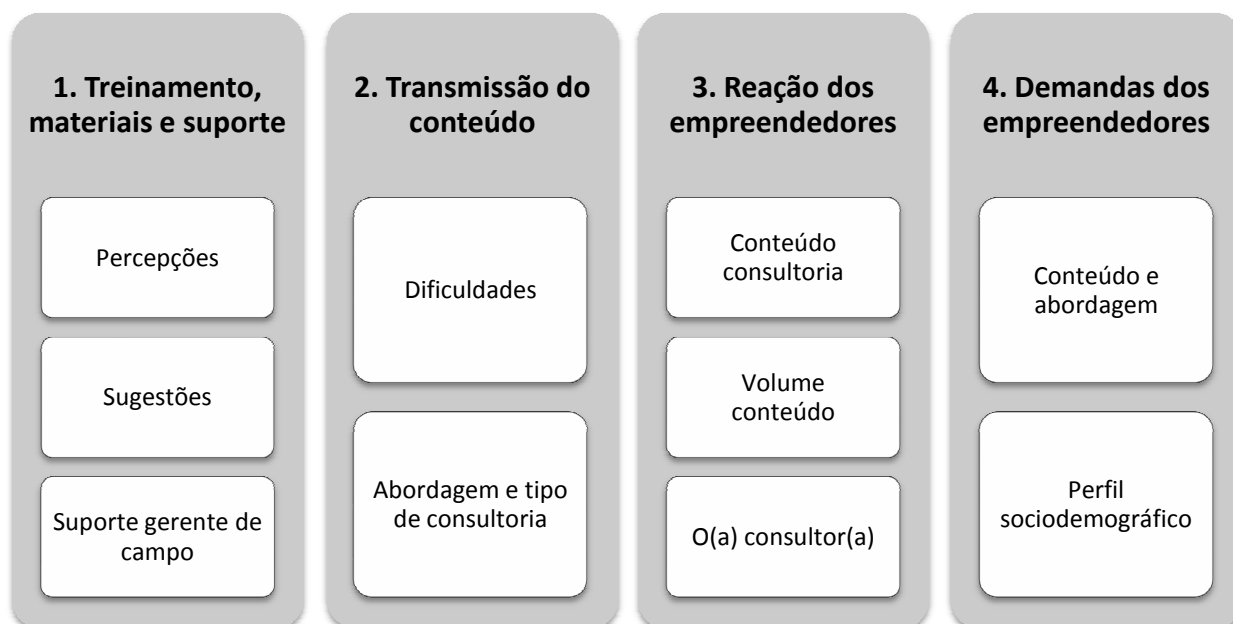 1. Treinamento,
materiais e suporte
Percepções
Sugestões
Suporte gerente de
campo
2. Transmissão do
conteúdo
Dificuldades
Abordagem e tipo
de consultoria
3. Reação dos
empreendedores
Conteúdo
consultoria
Volume
conteúdo
O(a) consultor(a)
4. Demandas dos
empreendedores
Conteúdo e
abordagem
Perfil
sociodemográfico